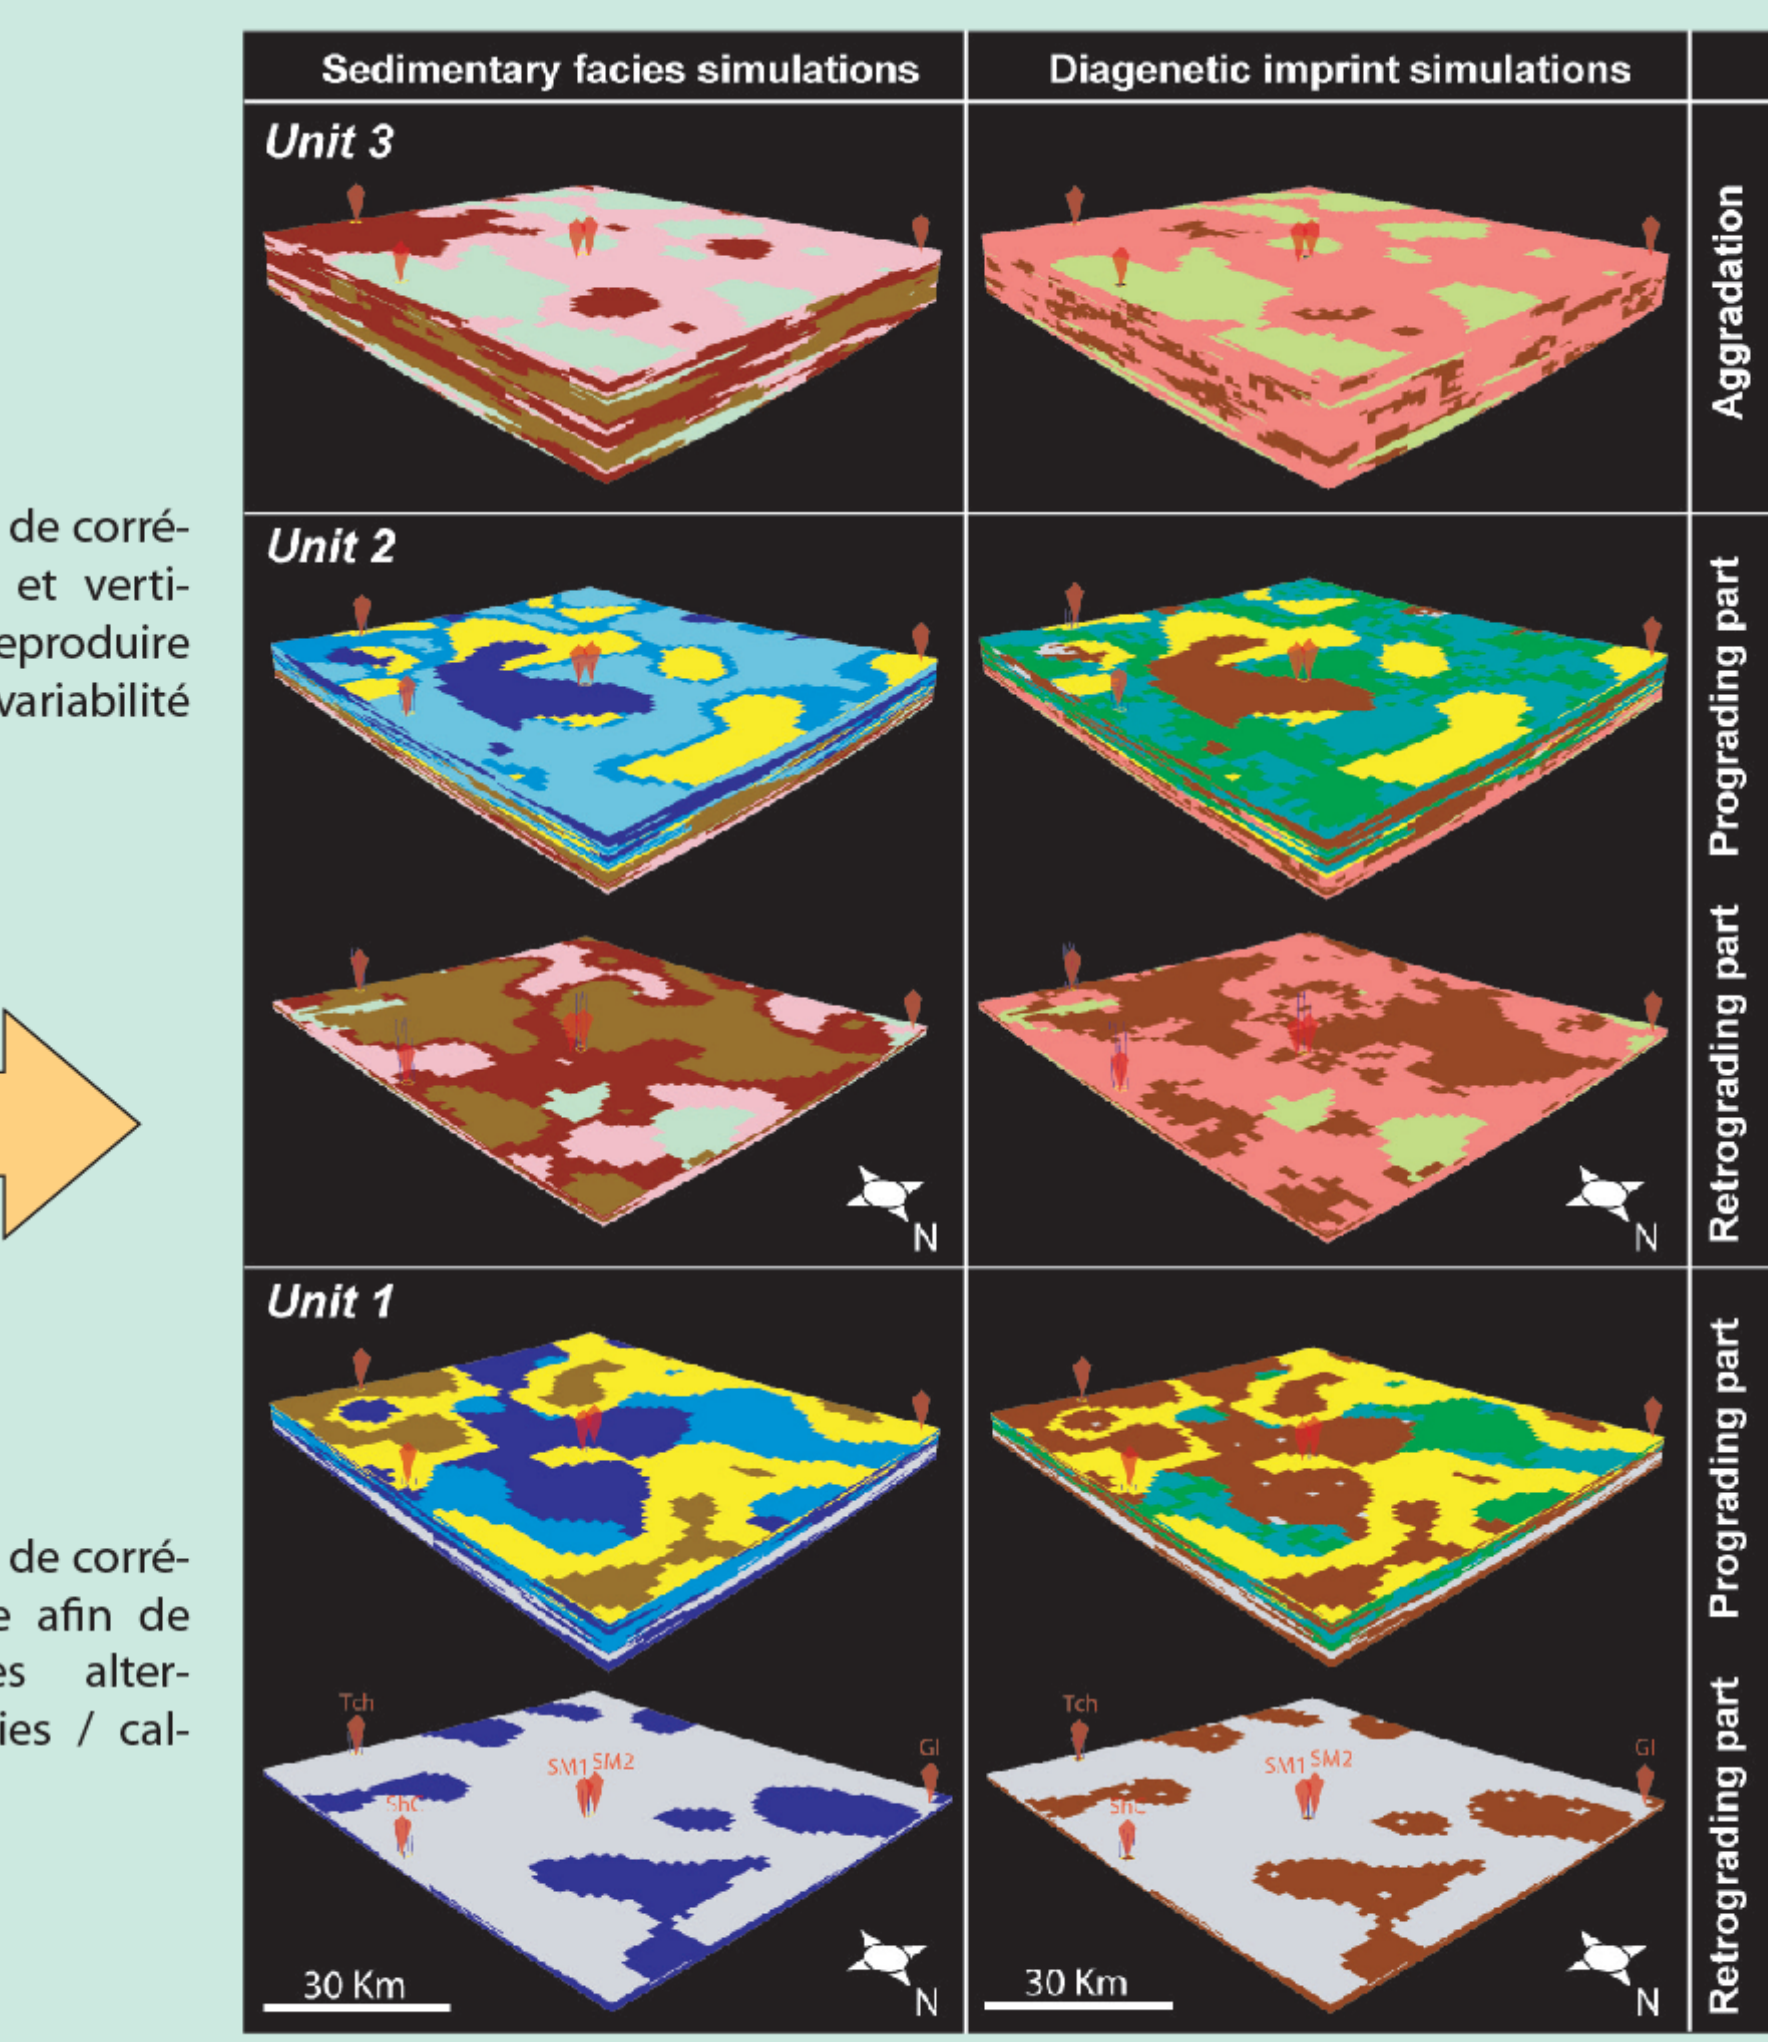 Sedimentary facies simulations
Diagenetic imprint simulations
Unit 3
Aggradation
de corré-
et verti-
eproduire
variabilité
Unit 2
Prograding part
Retrograding part
N
N
Unit 1
Prograding part
de corré-
e afin de
es alter-
ies / cal-
Retrograding part
Tch
SM1 SM2
Gl
ShC
30 Km
N
Tch
SM1 SM2
Gl
ShC
30 Km
N